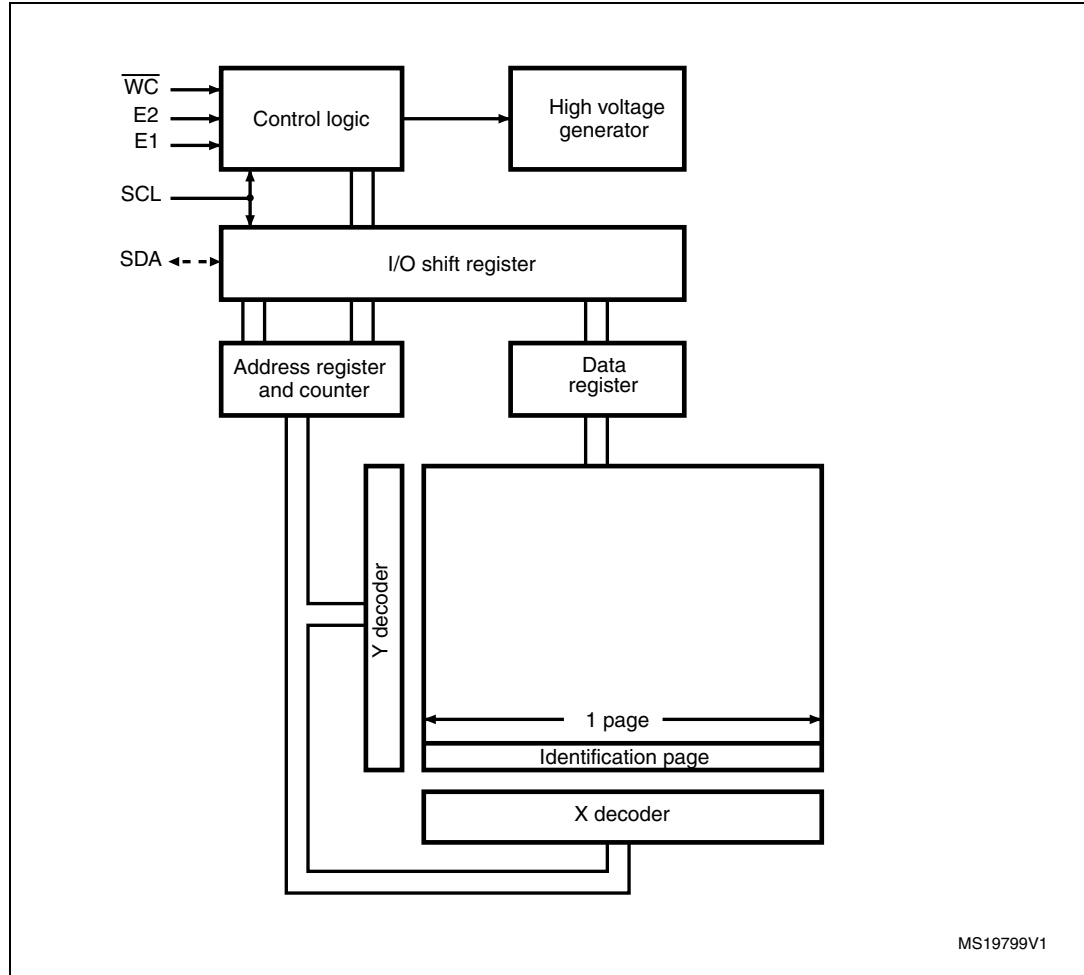 W̅C̅
E2
E1
Control logic
High voltage
generator
SCL
SDA
I/O shift register
Address register
and counter
Data
register
Y decoder
1 page
Identification page
X decoder
MS19799V1